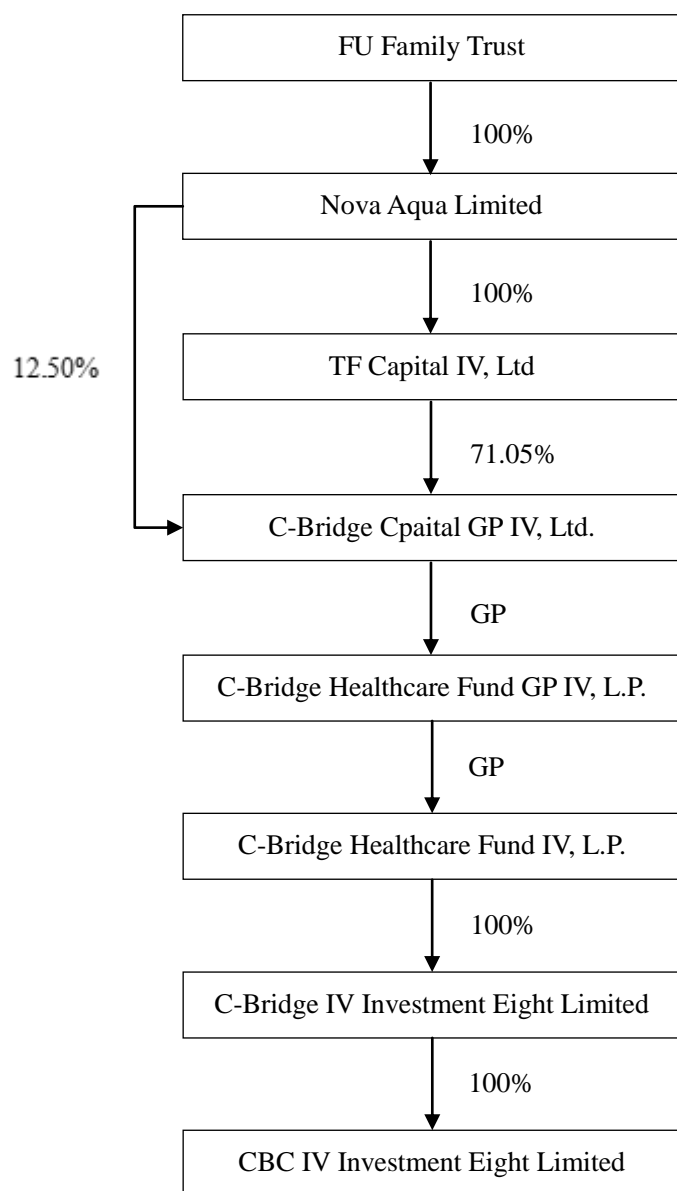 FU Family Trust
100%
Nova Aqua Limited
100%
12.50%
TF Capital IV, Ltd
71.05%
C-Bridge Cpaital GP IV, Ltd.
GP
C-Bridge Healthcare Fund GP IV, L.P.
GP
C-Bridge Healthcare Fund IV, L.P.
100%
C-Bridge IV Investment Eight Limited
100%
CBC IV Investment Eight Limited